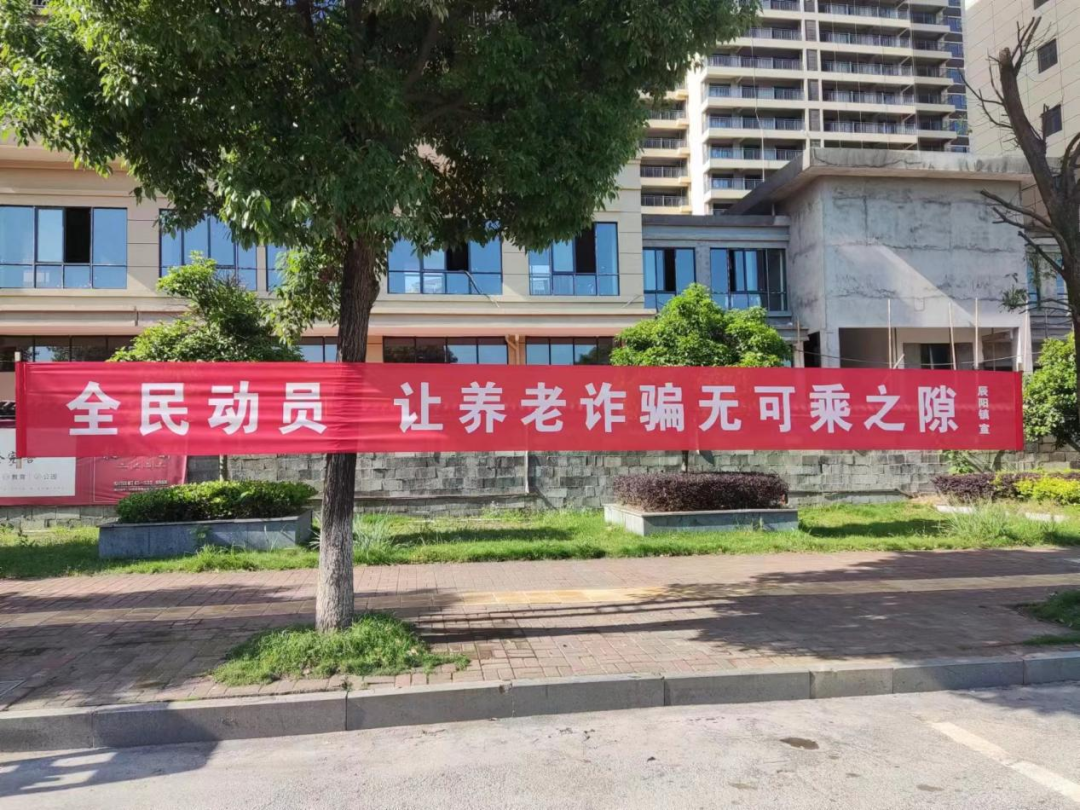 全民动员 让养老诈骗无可乘之隙
辰阳镇 宣